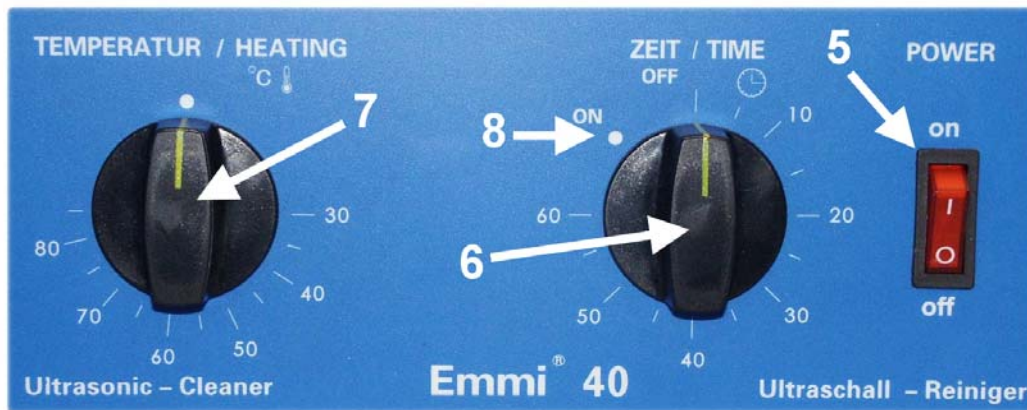 TEMPERATUR / HEATING
°C
7
30
40
50
60
70
80
ZEIT / TIME
OFF
ON
8
10
20
30
40
50
60
6
5
POWER
on
I
O
off
Ultrasonic – Cleaner
Emmi® 40
Ultraschall – Reiniger